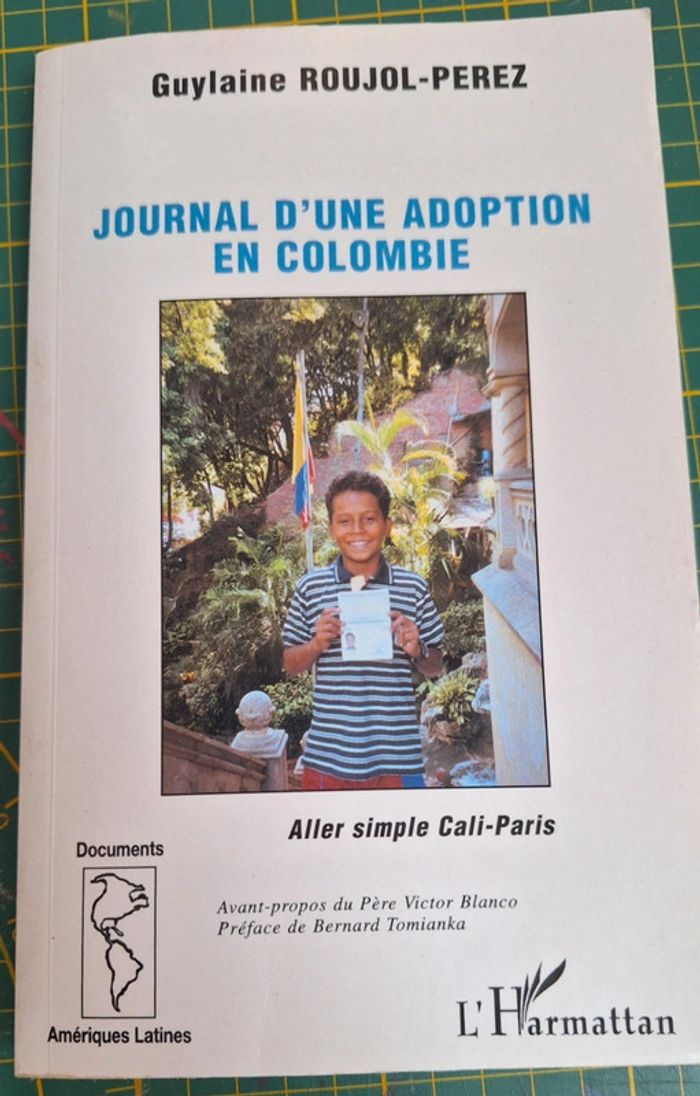 Guylaine ROUJOL-PEREZ
JOURNAL D'UNE ADOPTION
EN COLOMBIE
Aller simple Cali-Paris
Documents
Avant-propos du Père Victor Blanco
Préface de Bernard Tomianka
Amériques Latines
L'Harmattan